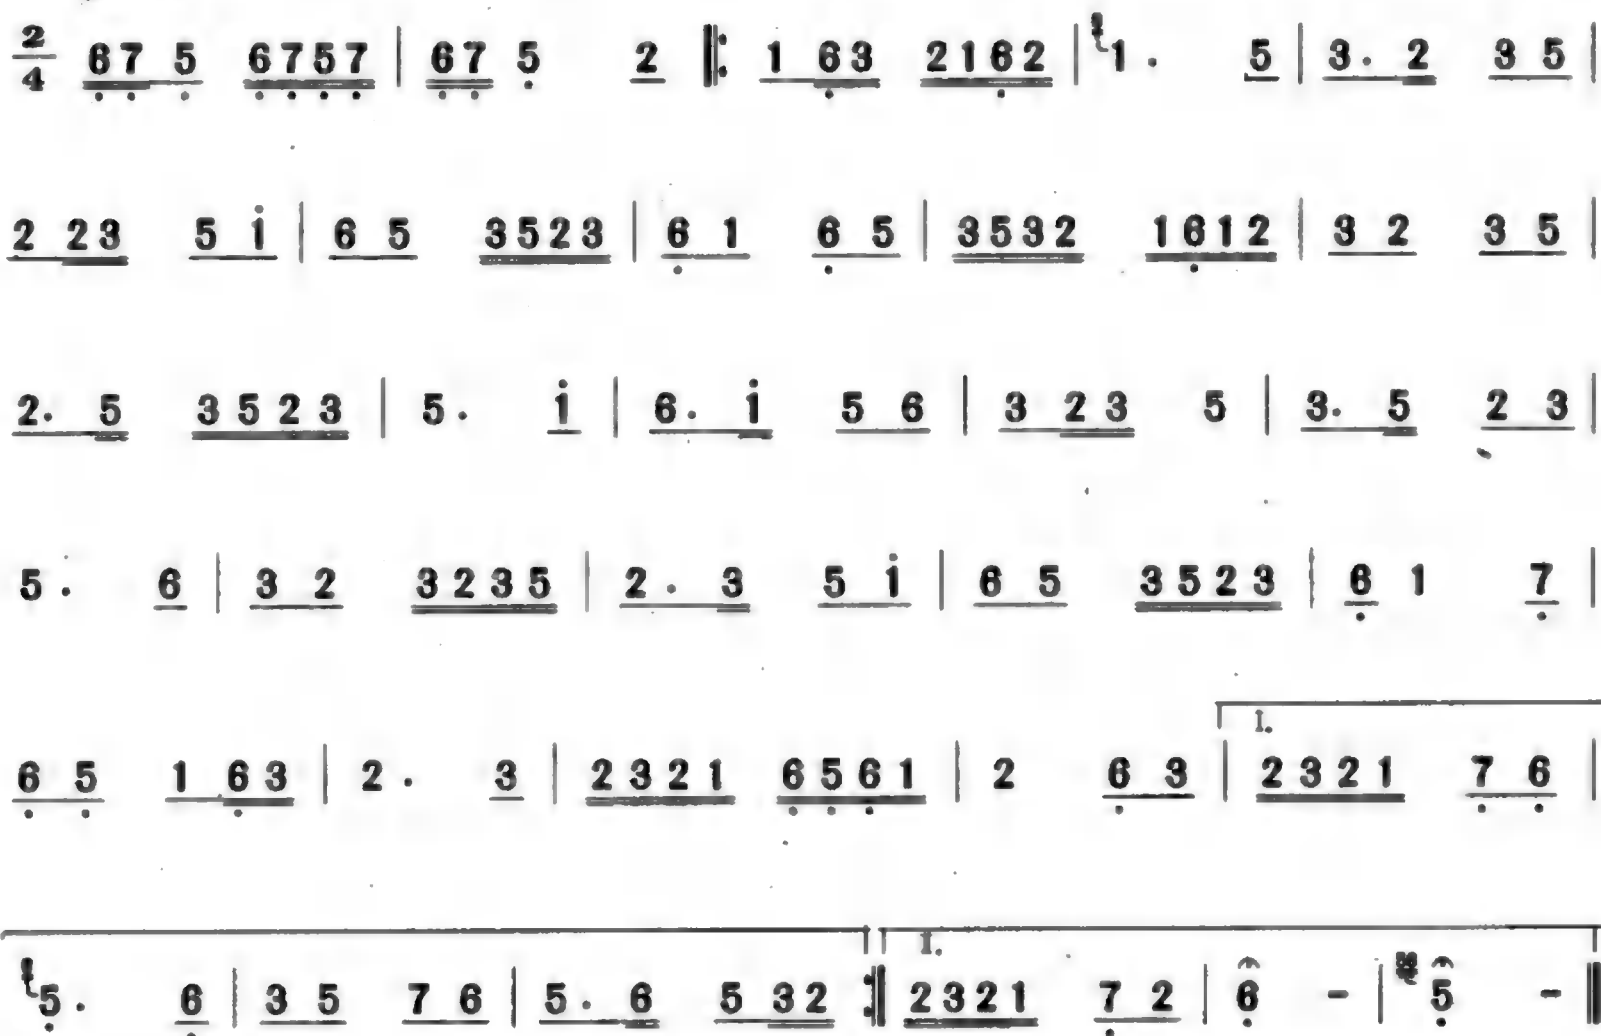 2/4 67 5 6757 | 67 5 2 ‖: 1 63 2162 | 1. 5 | 3. 2 3 5 |
2 23 5 i | 6 5 3523 | 6 1 6 5 | 3532 1612 | 3 2 3 5 |
2. 5 3523 | 5. i | 6. i 5 6 | 3 23 5 | 3. 5 2 3 |
5. 6 | 3 2 3235 | 2. 3 5 i | 6 5 3523 | 6 1 7 |
6 5 1 63 | 2. 3 | 2321 6561 | 2 6 3 | I. 2321 7 6 |
5. 6 | 3 5 7 6 | 5. 6 5 32 :‖ 2321 7 2 | 6 - | 5 - ‖